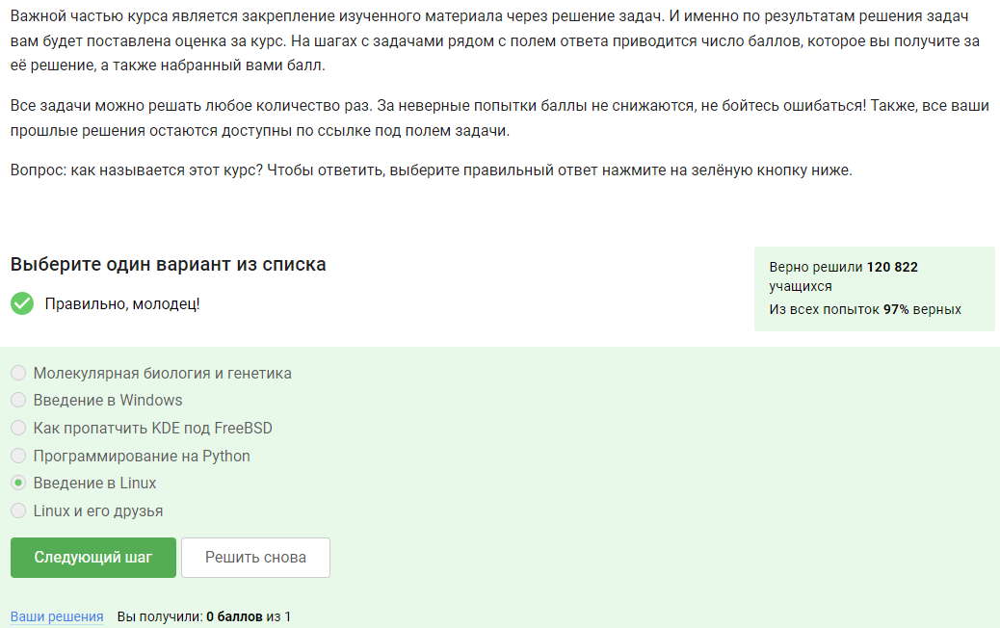 Важной частью курса является закрепление изученного материала через решение задач. И именно по результатам решения задач
вам будет поставлена оценка за курс. На шагах с задачами рядом с полем ответа приводится число баллов, которое вы получите за
её решение, а также набранный вами балл.
Все задачи можно решать любое количество раз. За неверные попытки баллы не снижаются, не бойтесь ошибаться! Также, все ваши
прошлые решения остаются доступны по ссылке под полем задачи.
Вопрос: как называется этот курс? Чтобы ответить, выберите правильный ответ нажмите на зелёную кнопку ниже.
Выберите один вариант из списка
Правильно, молодец!
Верно решили 120 822
учащихся
Из всех попыток 97% верных
Молекулярная биология и генетика
Введение в Windows
Как пропатчить KDE под FreeBSD
Программирование на Python
Введение в Linux
Linux и его друзья
Следующий шаг
Решить снова
Ваши решения Вы получили: 0 баллов из 1